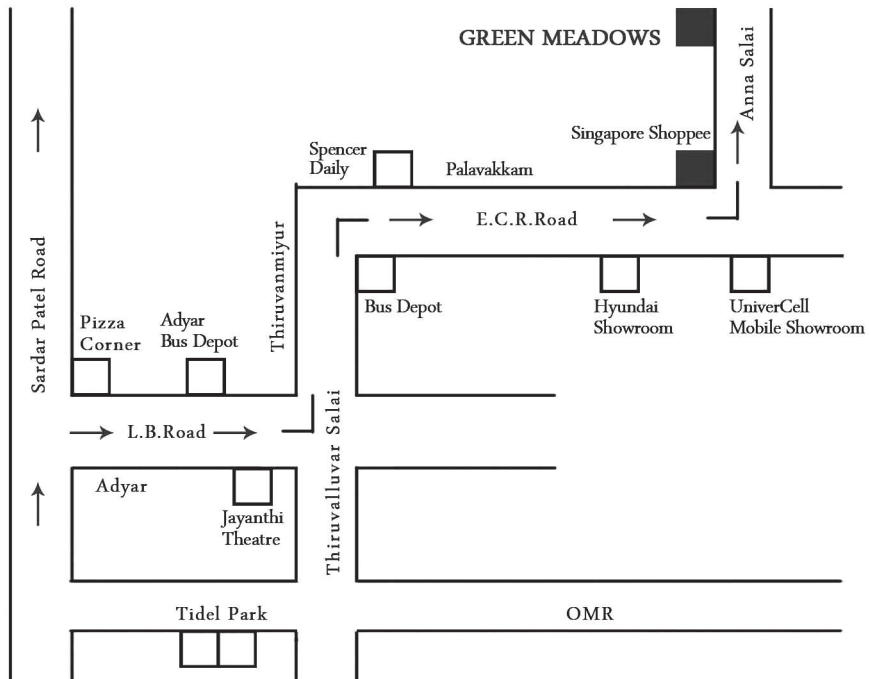 GREEN MEADOWS
Anna Salai
Singapore Shoppee
Spencer
Daily
Palavakkam
E.C.R.Road
Thiruvanmiyur
Sardar Patel Road
Bus Depot
Hyundai
Showroom
UniverCell
Mobile Showroom
Pizza
Corner
Adyar
Bus Depot
L.B.Road
Thiruvalluvar Salai
Adyar
Jayanthi
Theatre
Tidel Park
OMR